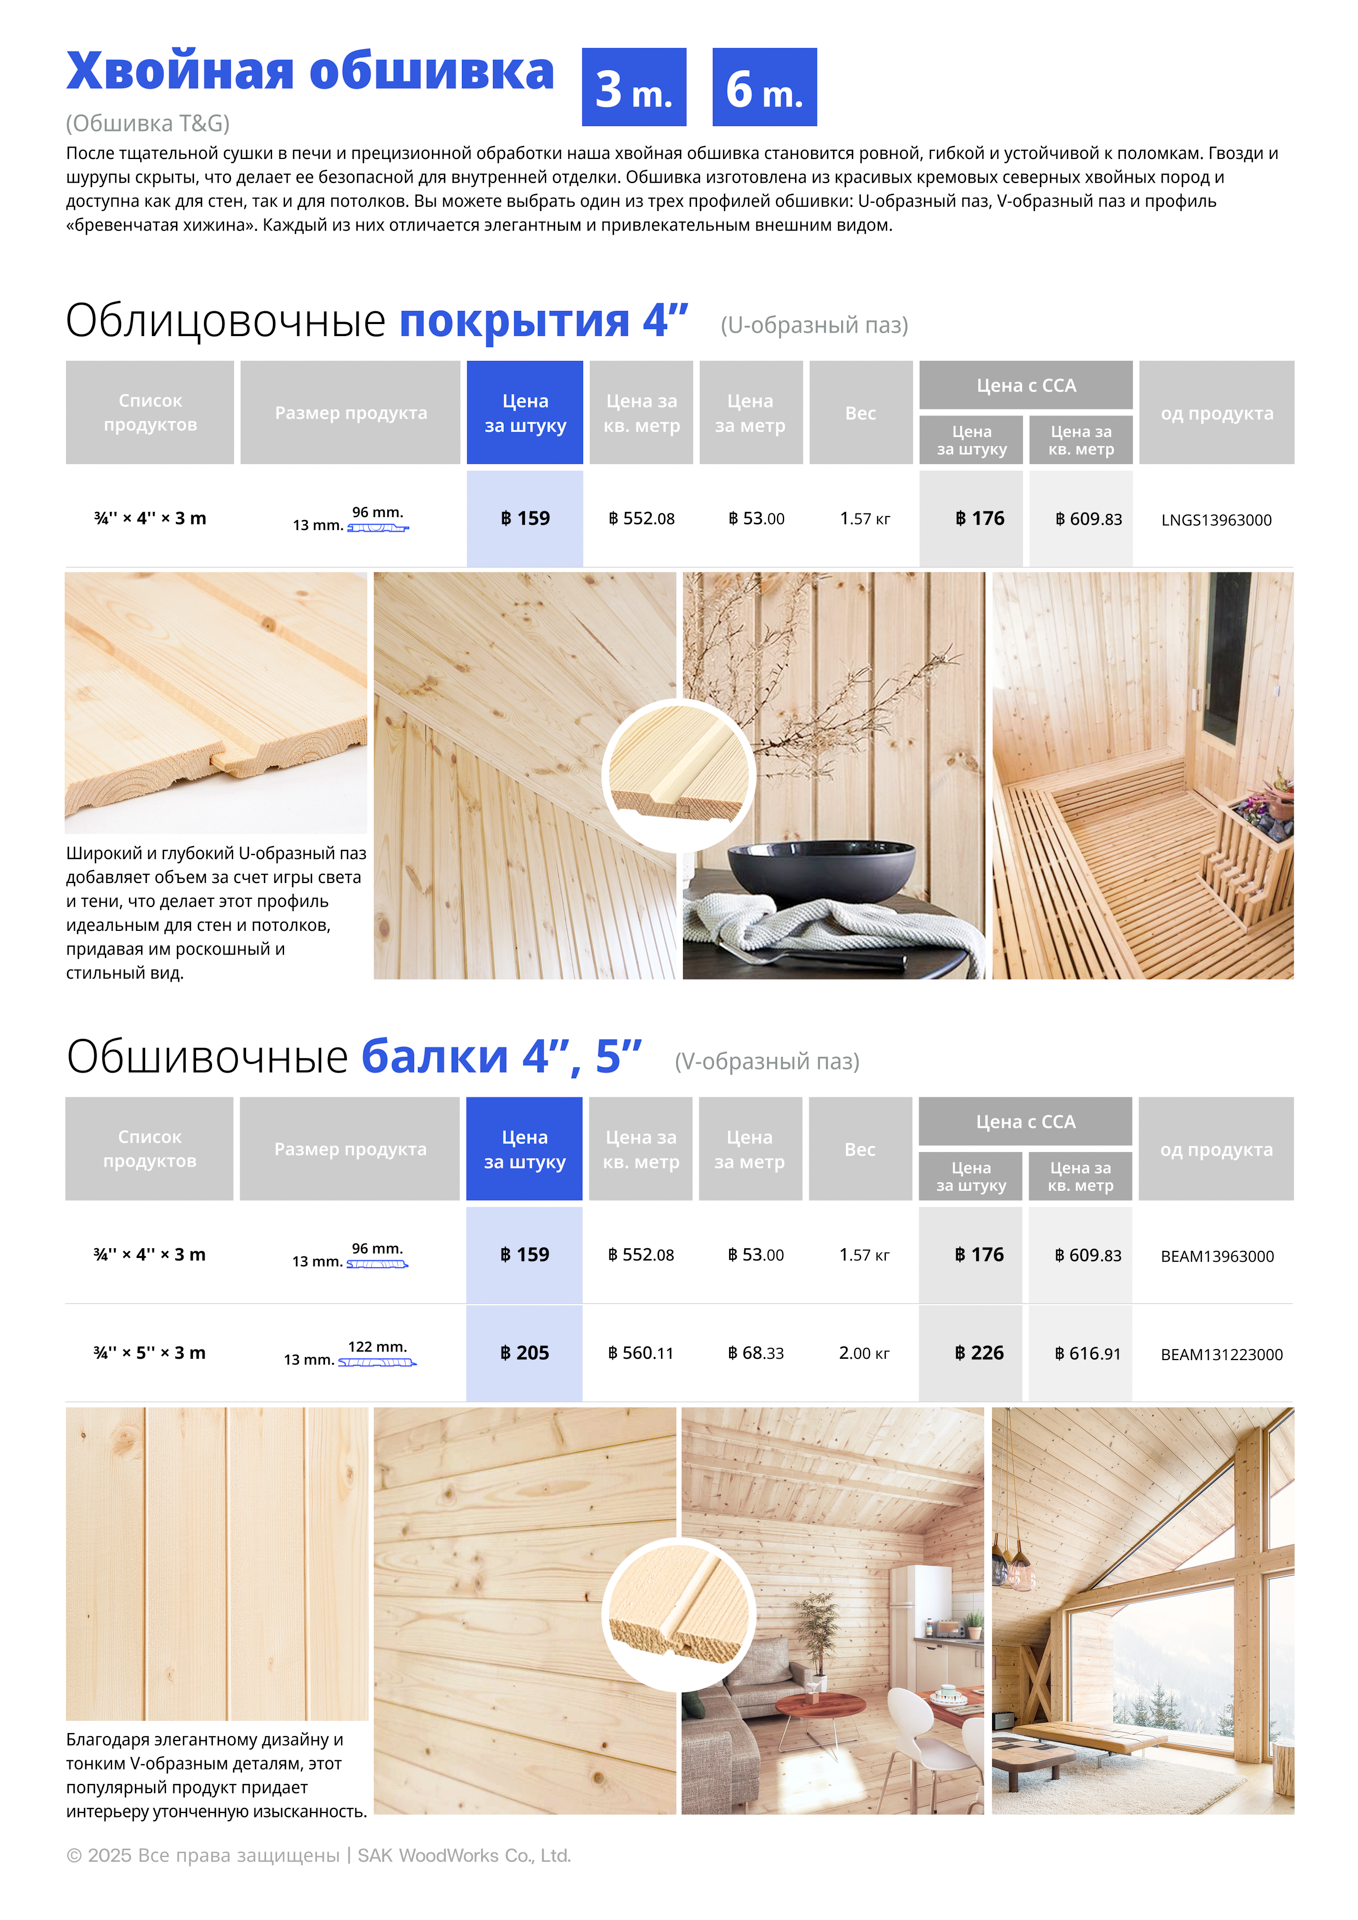 Хвойная обшивка
3 m.
6 m.
(Обшивка T&G)
После тщательной сушки в печи и прецизионной обработки наша хвойная обшивка становится ровной, гибкой и устойчивой к поломкам. Гвозди и
шурупы скрыты, что делает ее безопасной для внутренней отделки. Обшивка изготовлена из красивых кремовых северных хвойных пород и
доступна как для стен, так и для потолков. Вы можете выбрать один из трех профилей обшивки: U-образный паз, V-образный паз и профиль
«бревенчатая хижина». Каждый из них отличается элегантным и привлекательным внешним видом.
Облицовочные покрытия 4” (U-образный паз)
Список
продуктов
Размер продукта
Цена
за штуку
Цена за
кв. метр
Цена
за метр
Вес
Цена с CCA
Цена
за штуку
Цена за
кв. метр
од продукта
¾'' × 4'' × 3 m
96 mm.
13 mm.
฿ 159
฿ 552.08
฿ 53.00
1.57 кг
฿ 176
฿ 609.83
LNGS13963000
Широкий и глубокий U-образный паз
добавляет объем за счет игры света
и тени, что делает этот профиль
идеальным для стен и потолков,
придавая им роскошный и
стильный вид.
Обшивочные балки 4”, 5” (V-образный паз)
Список
продуктов
Размер продукта
Цена
за штуку
Цена за
кв. метр
Цена
за метр
Вес
Цена с CCA
Цена
за штуку
Цена за
кв. метр
од продукта
¾'' × 4'' × 3 m
96 mm.
13 mm.
฿ 159
฿ 552.08
฿ 53.00
1.57 кг
฿ 176
฿ 609.83
BEAM13963000
¾'' × 5'' × 3 m
122 mm.
13 mm.
฿ 205
฿ 560.11
฿ 68.33
2.00 кг
฿ 226
฿ 616.91
BEAM131223000
Благодаря элегантному дизайну и
тонким V-образным деталям, этот
популярный продукт придает
интерьеру утонченную изысканность.
© 2025 Все права защищены | SAK WoodWorks Co., Ltd.